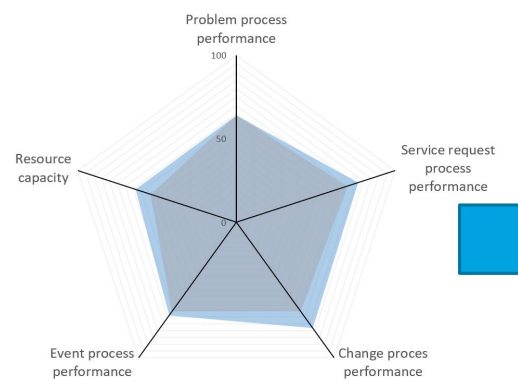 Problem process
performance
100
50
0
Service request
process
performance
Resource
capacity
Event process
performance
Change proces
performance